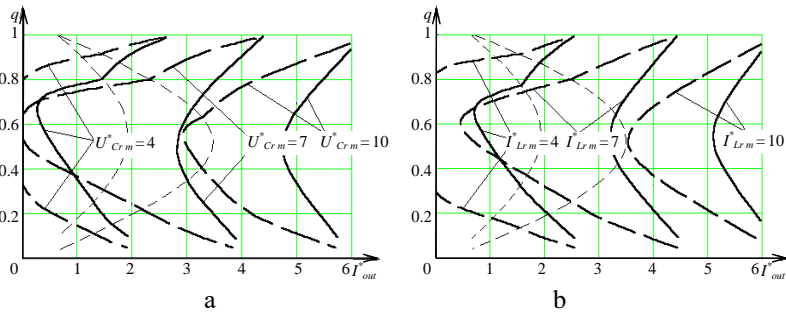 q
1
0.8
0.6
0.4
0.2
0
1
2
3
4
5
6
I*out
U*Cr m = 4
U*Cr m = 7
U*Cr m = 10
a
q
1
0.8
0.6
0.4
0.2
0
1
2
3
4
5
6
I*out
I*Lr m = 4
I*Lr m = 7
I*Lr m = 10
b